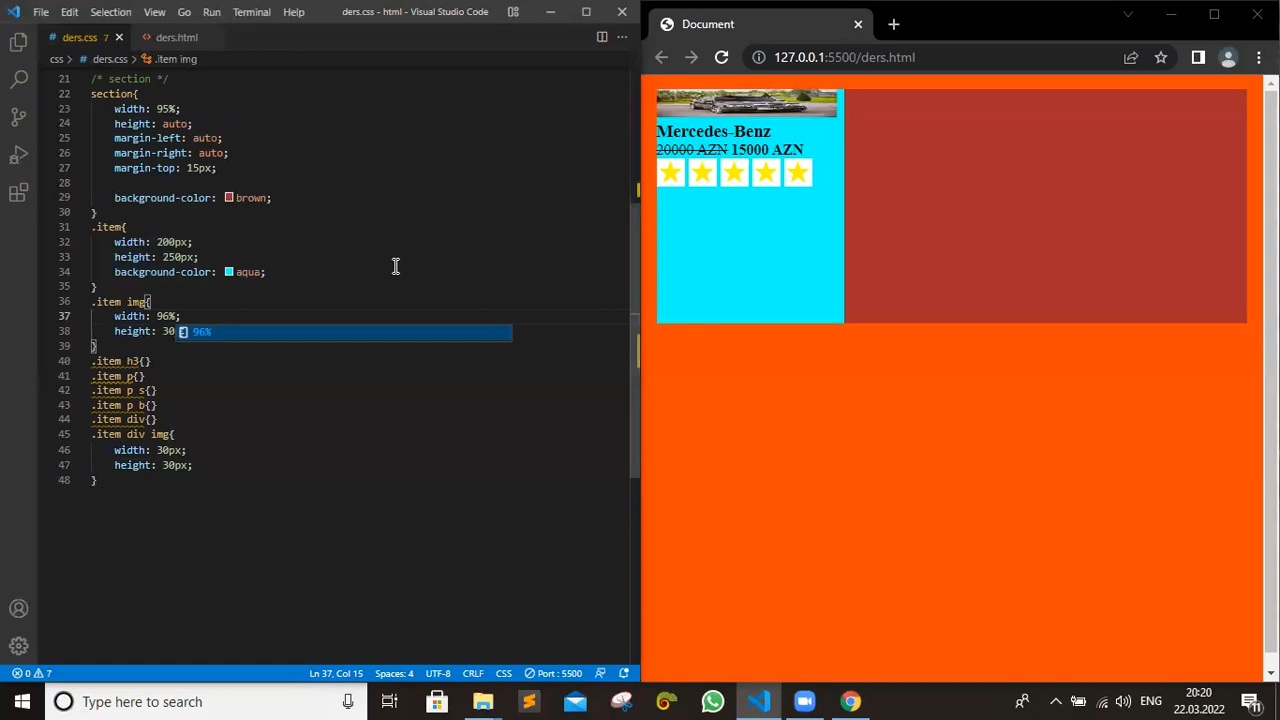 File Edit Selection View Go Run Terminal Help ders.css - html - Visual Studio Code
ders.css 7 ders.html
css > # ders.css > .item img
21 /* section */
22 section{
23 width: 95%;
24 height: auto;
25 margin-left: auto;
26 margin-right: auto;
27 margin-top: 15px;
28
29 background-color: brown;
30 }
31 .item{
32 width: 200px;
33 height: 250px;
34 background-color: aqua;
35 }
36 .item img{
37 width: 96%;
38 height: 30
96%
39 }
40 .item h3{}
41 .item p{}
42 .item p s{}
43 .item p b{}
44 .item div{}
45 .item div img{
46 width: 30px;
47 height: 30px;
48 }
0 7 Ln 37, Col 15 Spaces: 4 UTF-8 CRLF CSS Port : 5500
Document
127.0.0.1:5500/ders.html
Mercedes-Benz
20000 AZN 15000 AZN
Type here to search
ENG
20:20
22.03.2022
11